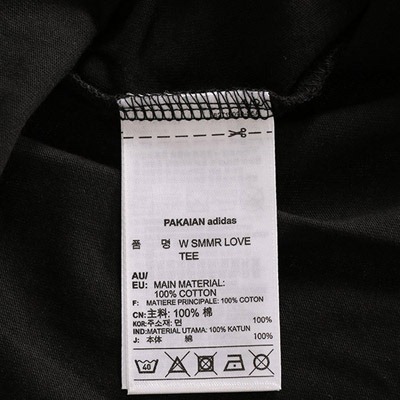 PAKAIAN adidas
품 명 W SMMR LOVE
TEE
AU/
EU: MAIN MATERIAL:
100% COTTON
F: MATIERE PRINCIPALE: 100% COTON
CN:主料: 100% 棉
KOR:주소재: 면 100%
IND:MATERIAL UTAMA: 100% KATUN
J: 本体 綿 100%
40